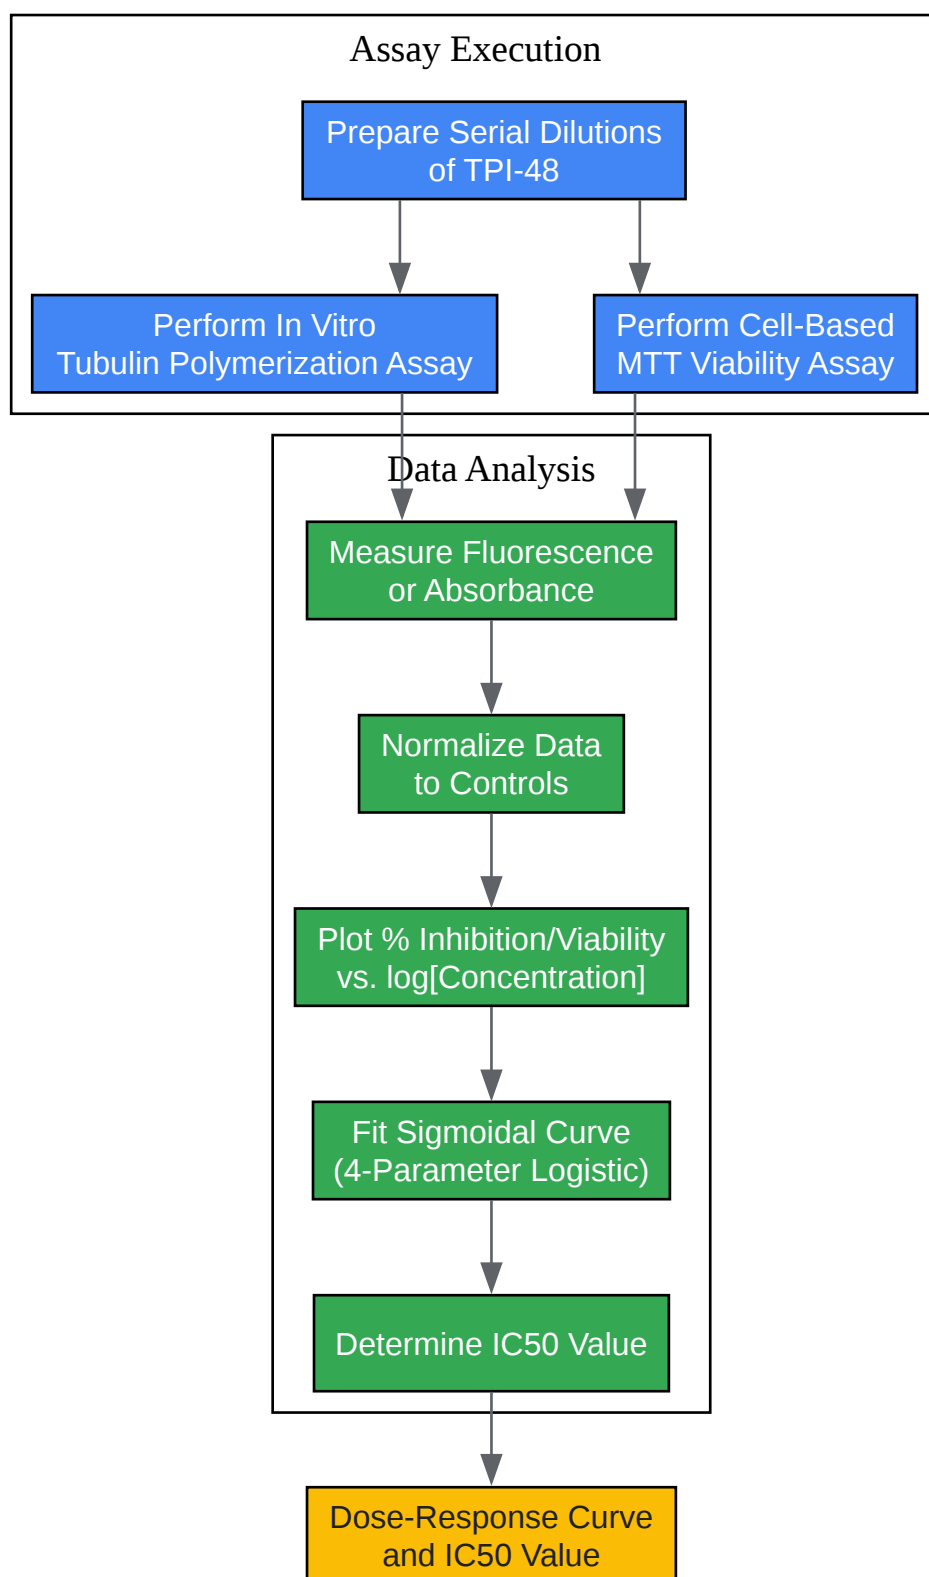 Assay Execution
Prepare Serial Dilutions
of TPI-48
Perform In Vitro
Tubulin Polymerization Assay
Perform Cell-Based
MTT Viability Assay
Data Analysis
Measure Fluorescence
or Absorbance
Normalize Data
to Controls
Plot % Inhibition/Viability
vs. log[Concentration]
Fit Sigmoidal Curve
(4-Parameter Logistic)
Determine IC50 Value
Dose-Response Curve
and IC50 Value